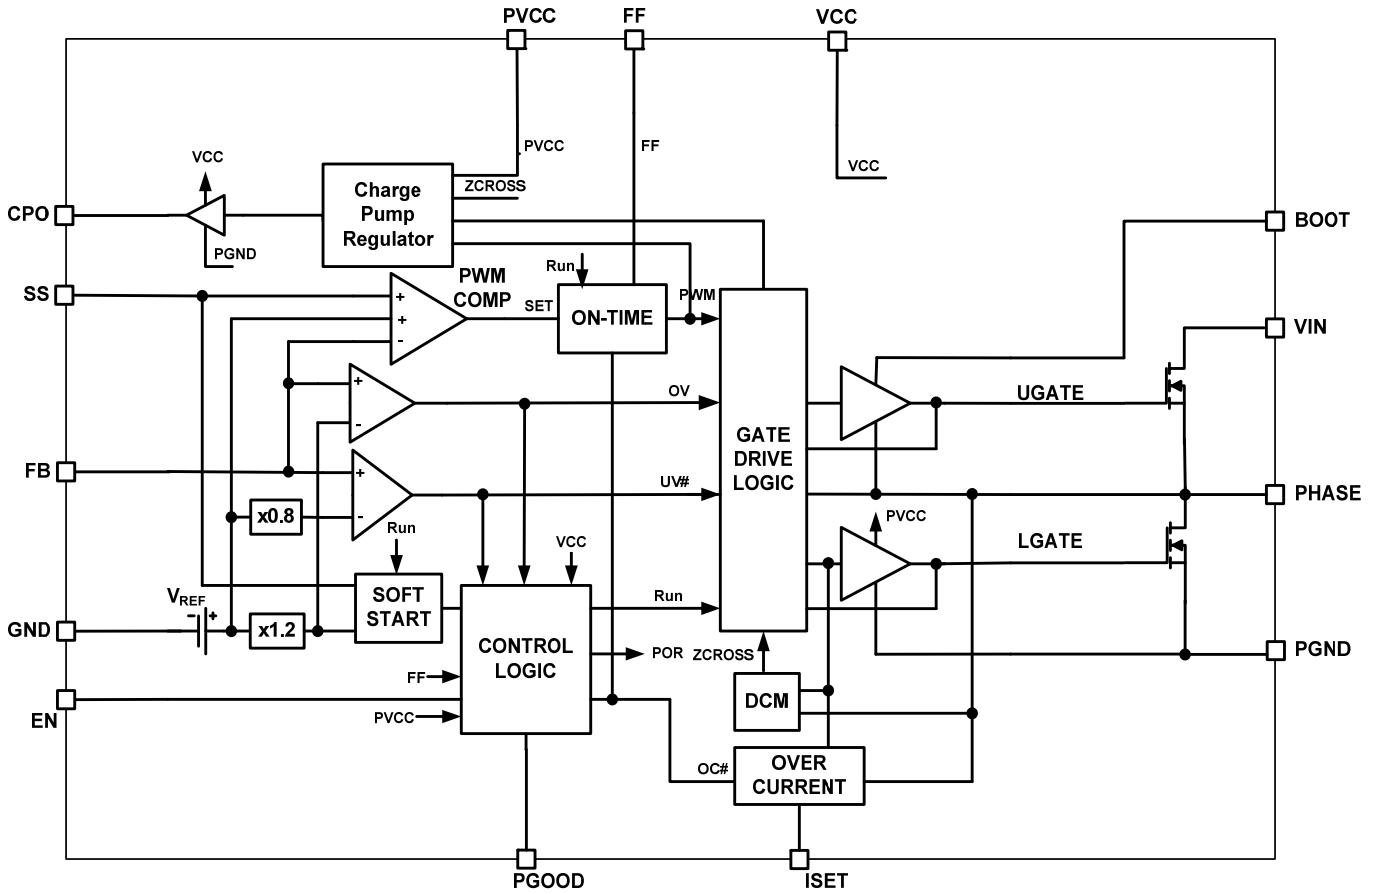 PVCC
FF
VCC
VCC
PVCC
FF
VCC
CPO
Charge
Pump
Regulator
ZCROSS
BOOT
PGND
SS
Run
PWM
COMP
SET
ON-TIME
PWM
VIN
+
+
-
+
-
OV
UGATE
GATE
DRIVE
LOGIC
FB
+
-
UV#
PHASE
x0.8
Run
PVCC
VCC
LGATE
VREF
- +
SOFT
START
Run
GND
x1.2
CONTROL
LOGIC
POR
ZCROSS
PGND
FF
EN
PVCC
DCM
OC#
OVER
CURRENT
PGOOD
ISET